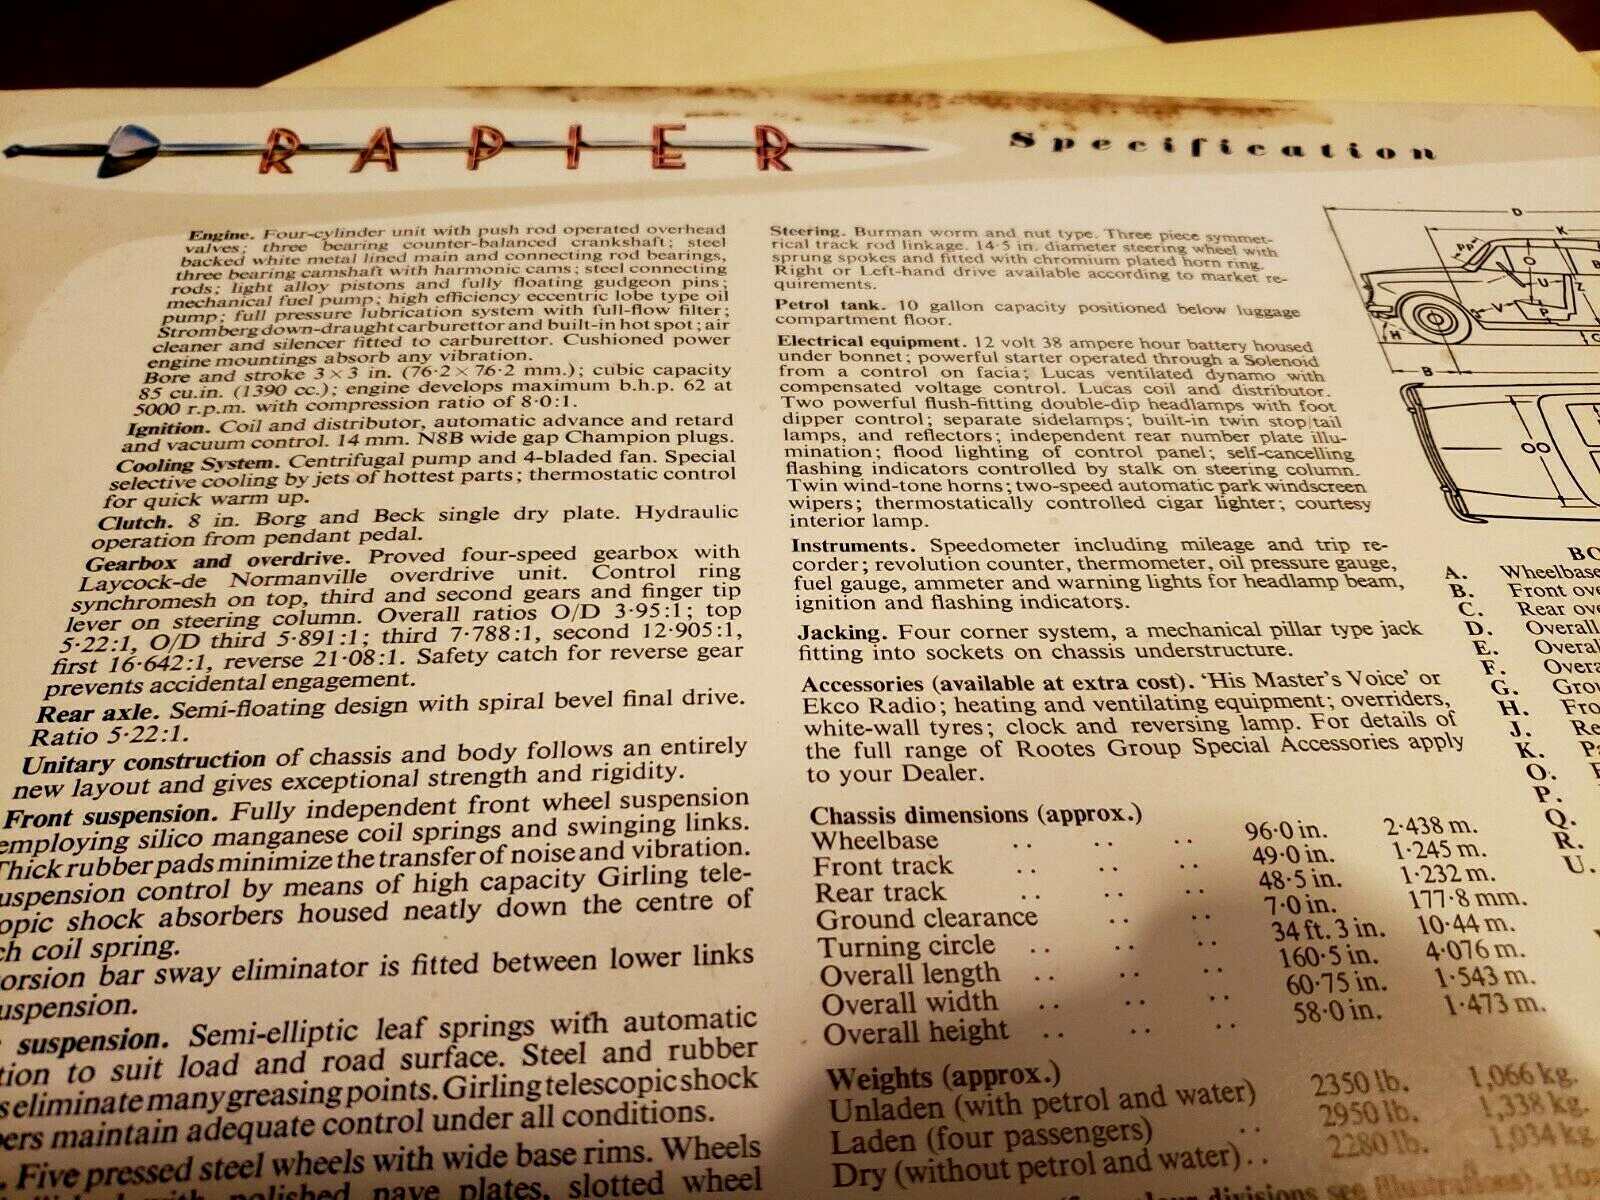 RAPIER
Specification
Engine. Four-cylinder unit with push rod operated overhead
valves; three bearing counter-balanced crankshaft; steel
backed white metal lined main and connecting rod bearings,
three bearing camshaft with harmonic cams; steel connecting
rods; light alloy pistons and fully floating gudgeon pins;
mechanical fuel pump; high efficiency eccentric lobe type oil
pump; full pressure lubrication system with full-flow filter;
Stromberg down-draught carburettor and built-in hot spot; air
cleaner and silencer fitted to carburettor. Cushioned power
engine mountings absorb any vibration.
Bore and stroke 3 × 3 in. (76·2 × 76·2 mm.); cubic capacity
85 cu.in. (1390 cc.); engine develops maximum b.h.p. 62 at
5000 r.p.m. with compression ratio of 8·0:1.
Ignition. Coil and distributor, automatic advance and retard
and vacuum control. 14 mm. N8B wide gap Champion plugs.
Cooling System. Centrifugal pump and 4-bladed fan. Special
selective cooling by jets of hottest parts; thermostatic control
for quick warm up.
Clutch. 8 in. Borg and Beck single dry plate. Hydraulic
operation from pendant pedal.
Gearbox and overdrive. Proved four-speed gearbox with
Laycock-de Normanville overdrive unit. Control ring
synchromesh on top, third and second gears and finger tip
lever on steering column. Overall ratios O/D 3·95:1; top
5·22:1, O/D third 5·891:1; third 7·788:1, second 12·905:1,
first 16·642:1, reverse 21·08:1. Safety catch for reverse gear
prevents accidental engagement.
Rear axle. Semi-floating design with spiral bevel final drive.
Ratio 5·22:1.
Unitary construction of chassis and body follows an entirely
new layout and gives exceptional strength and rigidity.
Front suspension. Fully independent front wheel suspension
employing silico manganese coil springs and swinging links.
Thick rubber pads minimize the transfer of noise and vibration.
uspension control by means of high capacity Girling tele-
opic shock absorbers housed neatly down the centre of
ch coil spring.
orsion bar sway eliminator is fitted between lower links
uspension.
suspension. Semi-elliptic leaf springs with automatic
tion to suit load and road surface. Steel and rubber
s eliminate many greasing points. Girling telescopic shock
bers maintain adequate control under all conditions.
. Five pressed steel wheels with wide base rims. Wheels
with polished nave plates, slotted wheel
Steering. Burman worm and nut type. Three piece symmet-
rical track rod linkage. 14·5 in. diameter steering wheel with
sprung spokes and fitted with chromium plated horn ring.
Right or Left-hand drive available according to market re-
quirements.
Petrol tank. 10 gallon capacity positioned below luggage
compartment floor.
Electrical equipment. 12 volt 38 ampere hour battery housed
under bonnet; powerful starter operated through a Solenoid
from a control on facia; Lucas ventilated dynamo with
compensated voltage control. Lucas coil and distributor.
Two powerful flush-fitting double-dip headlamps with foot
dipper control; separate sidelamps; built-in twin stop/tail
lamps, and reflectors; independent rear number plate illu-
mination; flood lighting of control panel; self-cancelling
flashing indicators controlled by stalk on steering column.
Twin wind-tone horns; two-speed automatic park windscreen
wipers; thermostatically controlled cigar lighter; courtesy
interior lamp.
Instruments. Speedometer including mileage and trip re-
corder; revolution counter, thermometer, oil pressure gauge,
fuel gauge, ammeter and warning lights for headlamp beam,
ignition and flashing indicators.
Jacking. Four corner system, a mechanical pillar type jack
fitting into sockets on chassis understructure.
Accessories (available at extra cost). 'His Master's Voice' or
Ekco Radio; heating and ventilating equipment; overriders,
white-wall tyres; clock and reversing lamp. For details of
the full range of Rootes Group Special Accessories apply
to your Dealer.
Chassis dimensions (approx.)
Wheelbase .. .. .. 96·0 in. 2·438 m.
Front track .. .. .. 49·0 in. 1·245 m.
Rear track .. .. .. 48·5 in. 1·232 m.
Ground clearance .. .. 7·0 in. 177·8 mm.
Turning circle .. .. .. 34 ft. 3 in. 10·44 m.
Overall length .. .. .. 160·5 in. 4·076 m.
Overall width .. .. .. 60·75 in. 1·543 m.
Overall height .. .. .. 58·0 in. 1·473 m.
Weights (approx.)
Unladen (with petrol and water) 2350 lb. 1,066 kg.
Laden (four passengers) .. 2950 lb. 1,338 kg.
Dry (without petrol and water) .. 2280 lb. 1,034 kg.
divisions see Illustrations).
D
K
PP
O
U
Z
V
P
H
B
OO
BO
A. Wheelbase
B. Front ove
C. Rear ove
D. Overall
E. Overal
F. Overa
G. Grou
H. Fro
J. Re
K. Pa
O.
P.
Q.
R.
U.